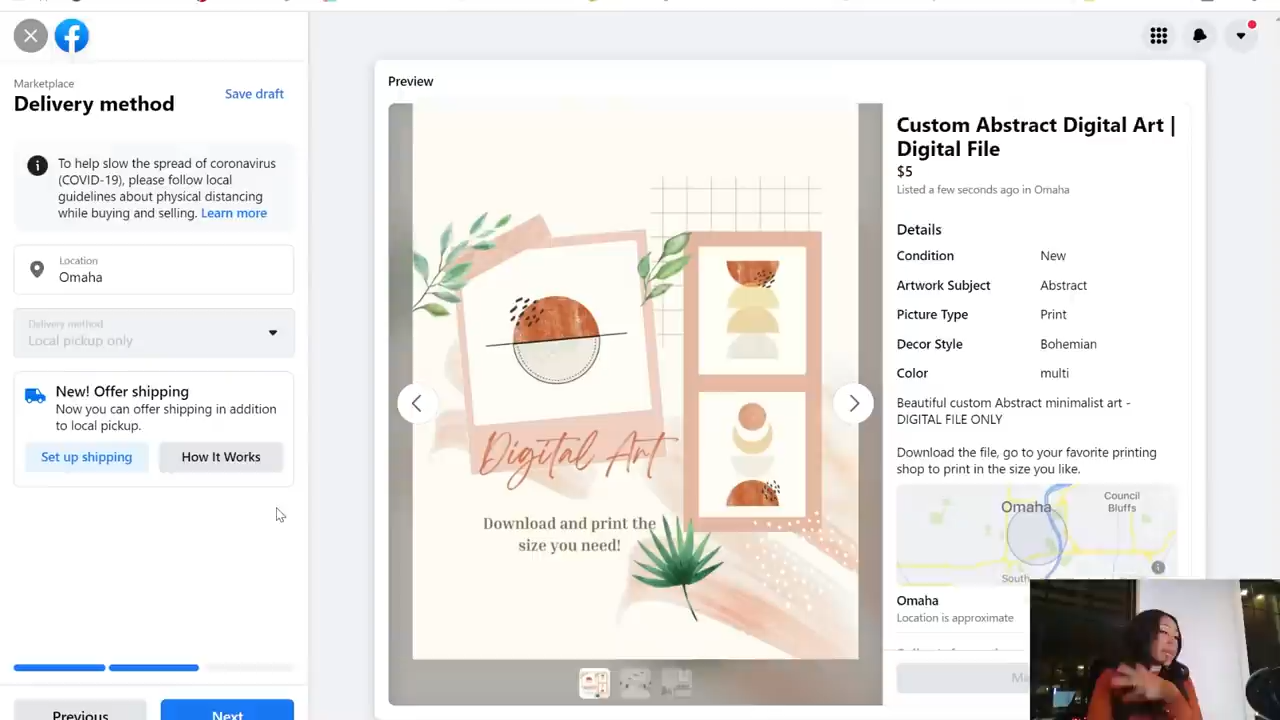 Marketplace
Delivery method
Save draft
To help slow the spread of coronavirus
(COVID-19), please follow local
guidelines about physical distancing
while buying and selling. Learn more
Location
Omaha
Delivery method
Local pickup only
New! Offer shipping
Now you can offer shipping in addition
to local pickup.
Set up shipping
How It Works
Previous
Next
Preview
Digital Art
Download and print the
size you need!
Custom Abstract Digital Art |
Digital File
$5
Listed a few seconds ago in Omaha
Details
Condition New
Artwork Subject Abstract
Picture Type Print
Decor Style Bohemian
Color multi
Beautiful custom Abstract minimalist art -
DIGITAL FILE ONLY
Download the file, go to your favorite printing
shop to print in the size you like.
Omaha
Council
Bluffs
South
Omaha
Location is approximate